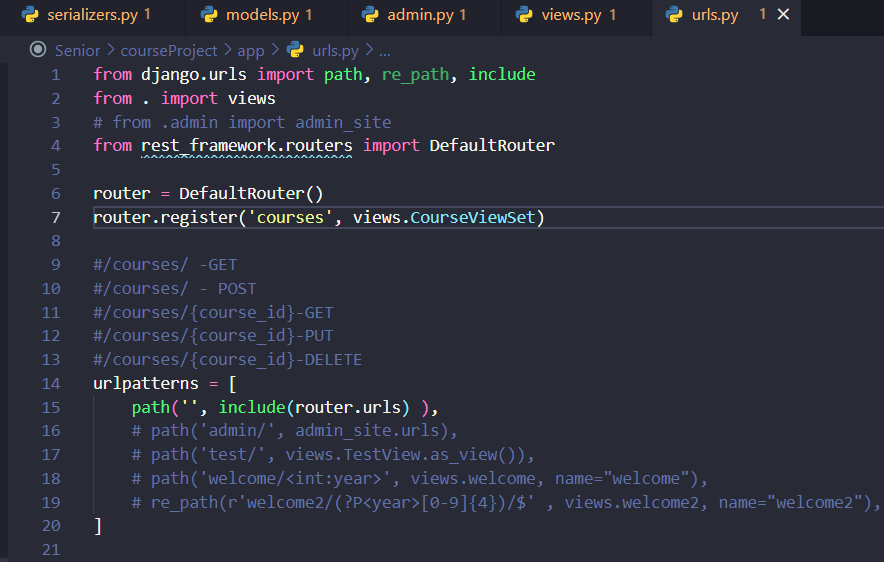 serializers.py 1 models.py 1 admin.py 1 views.py 1 urls.py 1
Senior > courseProject > app > urls.py > ...
1 from django.urls import path, re_path, include
2 from . import views
3 # from .admin import admin_site
4 from rest_framework.routers import DefaultRouter
5
6 router = DefaultRouter()
7 router.register('courses', views.CourseViewSet)
8
9 #/courses/ -GET
10 #/courses/ - POST
11 #/courses/{course_id}-GET
12 #/courses/{course_id}-PUT
13 #/courses/{course_id}-DELETE
14 urlpatterns = [
15     path('', include(router.urls) ),
16     # path('admin/', admin_site.urls),
17     # path('test/', views.TestView.as_view()),
18     # path('welcome/<int:year>', views.welcome, name="welcome"),
19     # re_path(r'welcome2/(?P<year>[0-9]{4})/$' , views.welcome2, name="welcome2"),
20 ]
21